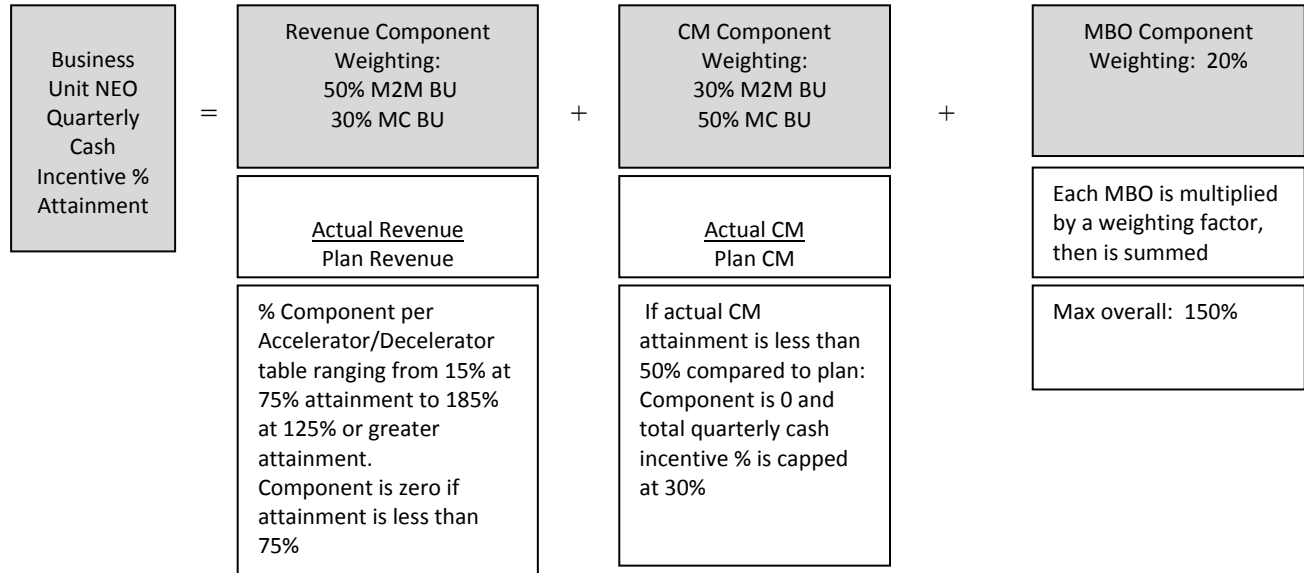 Business
Unit NEO
Quarterly
Cash
Incentive %
Attainment
=
Revenue Component
Weighting:
50% M2M BU
30% MC BU
+
CM Component
Weighting:
30% M2M BU
50% MC BU
+
MBO Component
Weighting: 20%
Actual Revenue
Plan Revenue
Actual CM
Plan CM
Each MBO is multiplied
by a weighting factor,
then is summed
% Component per
Accelerator/Decelerator
table ranging from 15% at
75% attainment to 185%
at 125% or greater
attainment.
Component is zero if
attainment is less than
75%
If actual CM
attainment is less than
50% compared to plan:
Component is 0 and
total quarterly cash
incentive % is capped
at 30%
Max overall: 150%